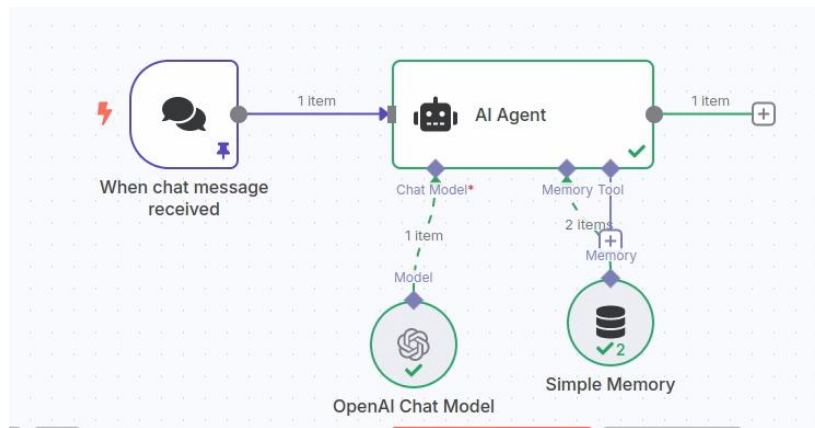 1 item
AI Agent
1 item
When chat message
received
Chat Model*
Memory
Tool
1 item
2 items
Memory
Model
2
OpenAI Chat Model
Simple Memory